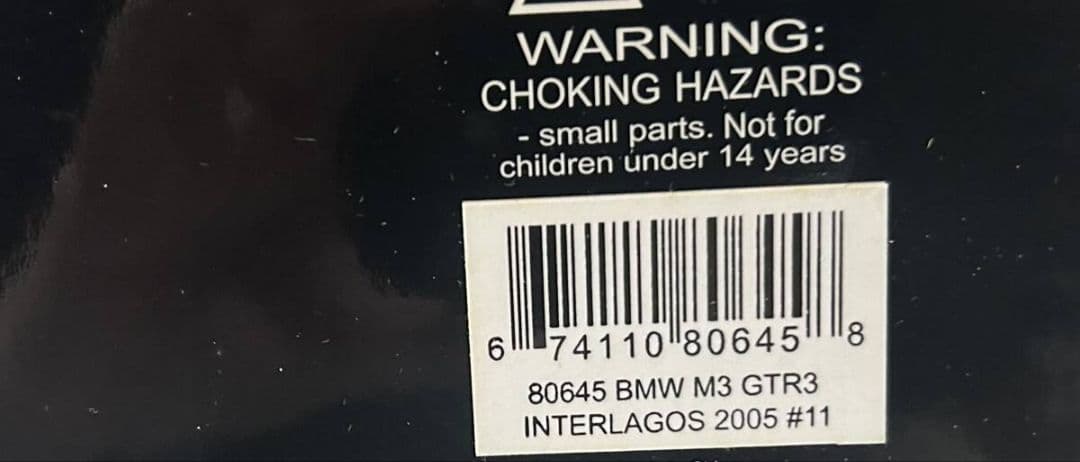 WARNING:
CHOKING HAZARDS
- small parts. Not for
children under 14 years
6 74110 80645 8
80645 BMW M3 GTR3
INTERLAGOS 2005 #11